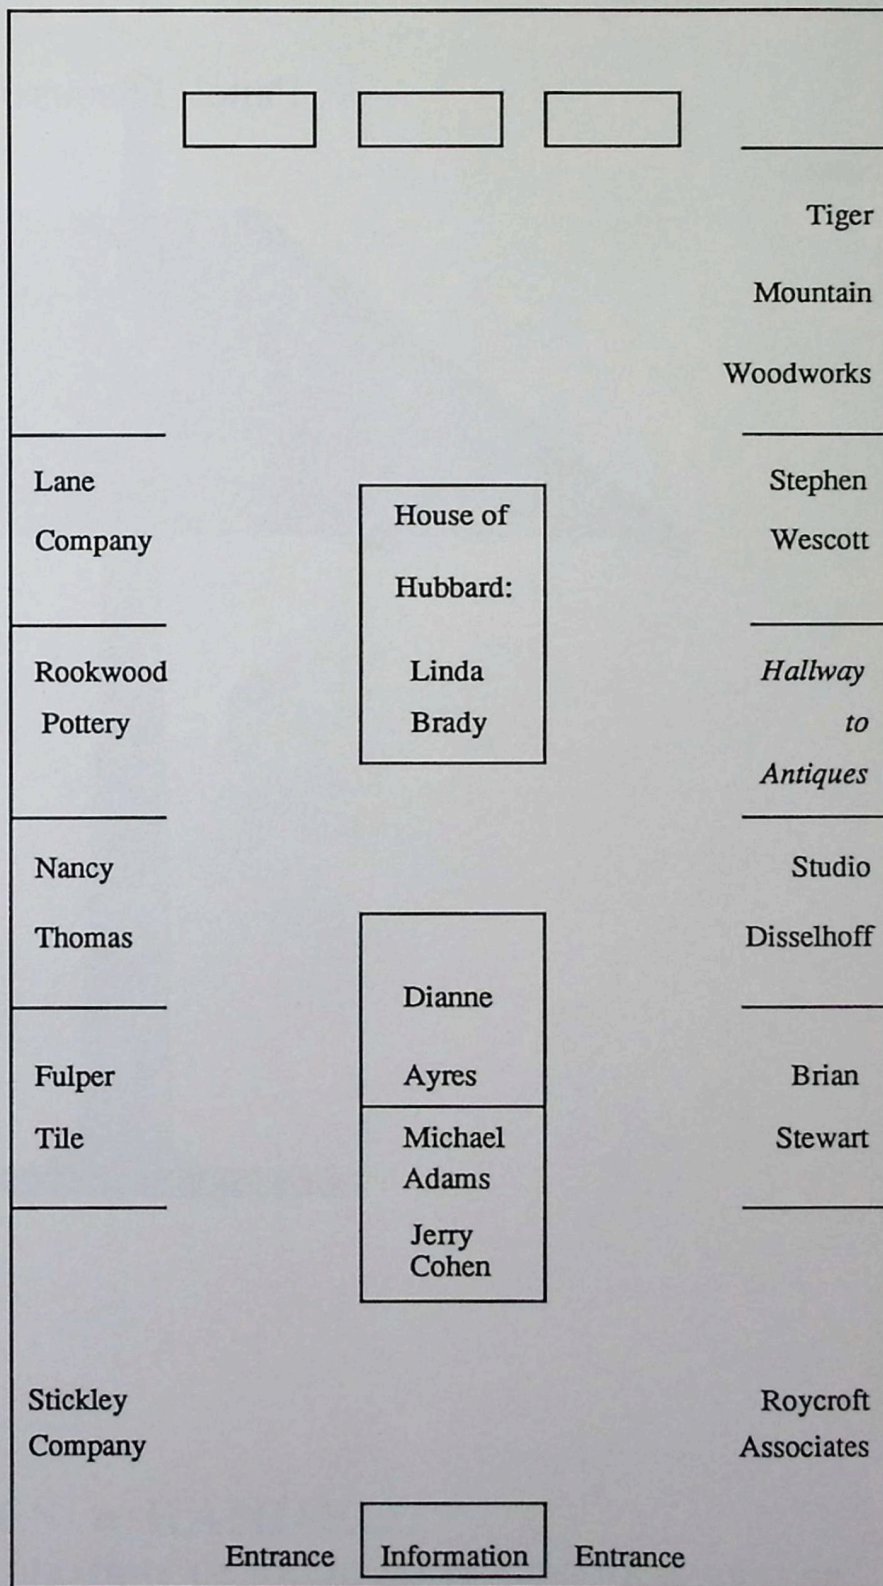 Tiger
Mountain
Woodworks
Lane
Company
House of
Hubbard:
Linda
Brady
Stephen
Wescott
Rookwood
Pottery
Hallway
to
Antiques
Nancy
Thomas
Studio
Disselhoff
Dianne
Ayres
Fulper
Tile
Michael
Adams
Jerry
Cohen
Brian
Stewart
Stickley
Company
Roycroft
Associates
Entrance
Information
Entrance